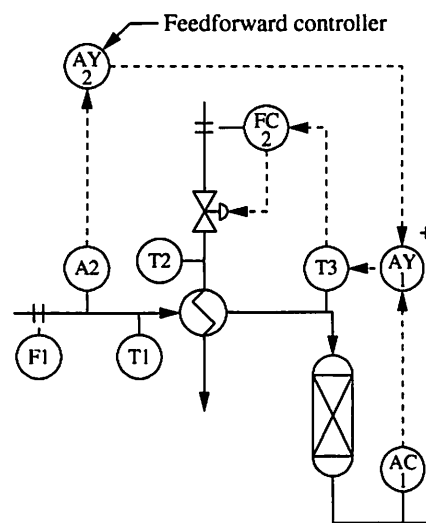 Feedforward controller
AY
2
FC
2
A2
T2
T3
AY
1
+
F1
T1
AC
1